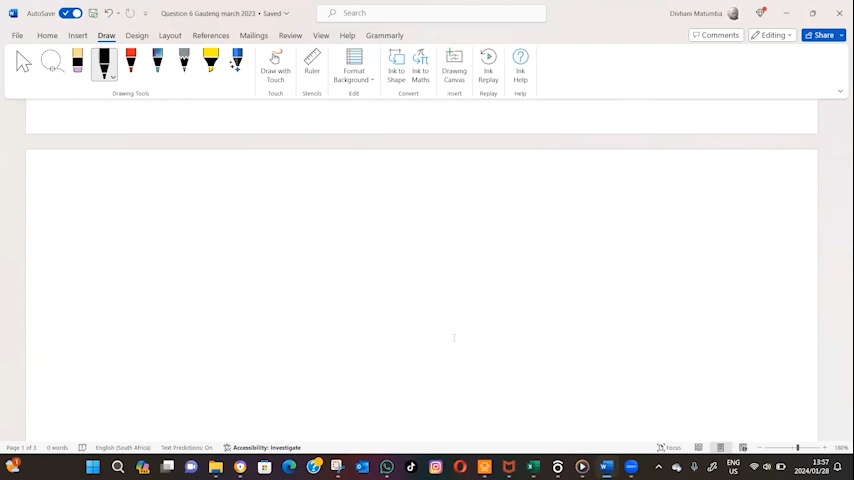 AutoSave Question 6 Gauteng march 2023 • Saved Search Divhani Matumba
File Home Insert Draw Design Layout References Mailings Review View Help Grammarly Comments Editing Share
Draw with Touch Ruler Format Background Ink to Shape Ink to Maths Drawing Canvas Ink Replay Ink Help
Drawing Tools Touch Stencils Edit Convert Insert Replay Help
Page 1 of 3 0 words English (South Africa) Text Predictions: On Accessibility: Investigate Focus
ENG US 13:57 2024/01/28